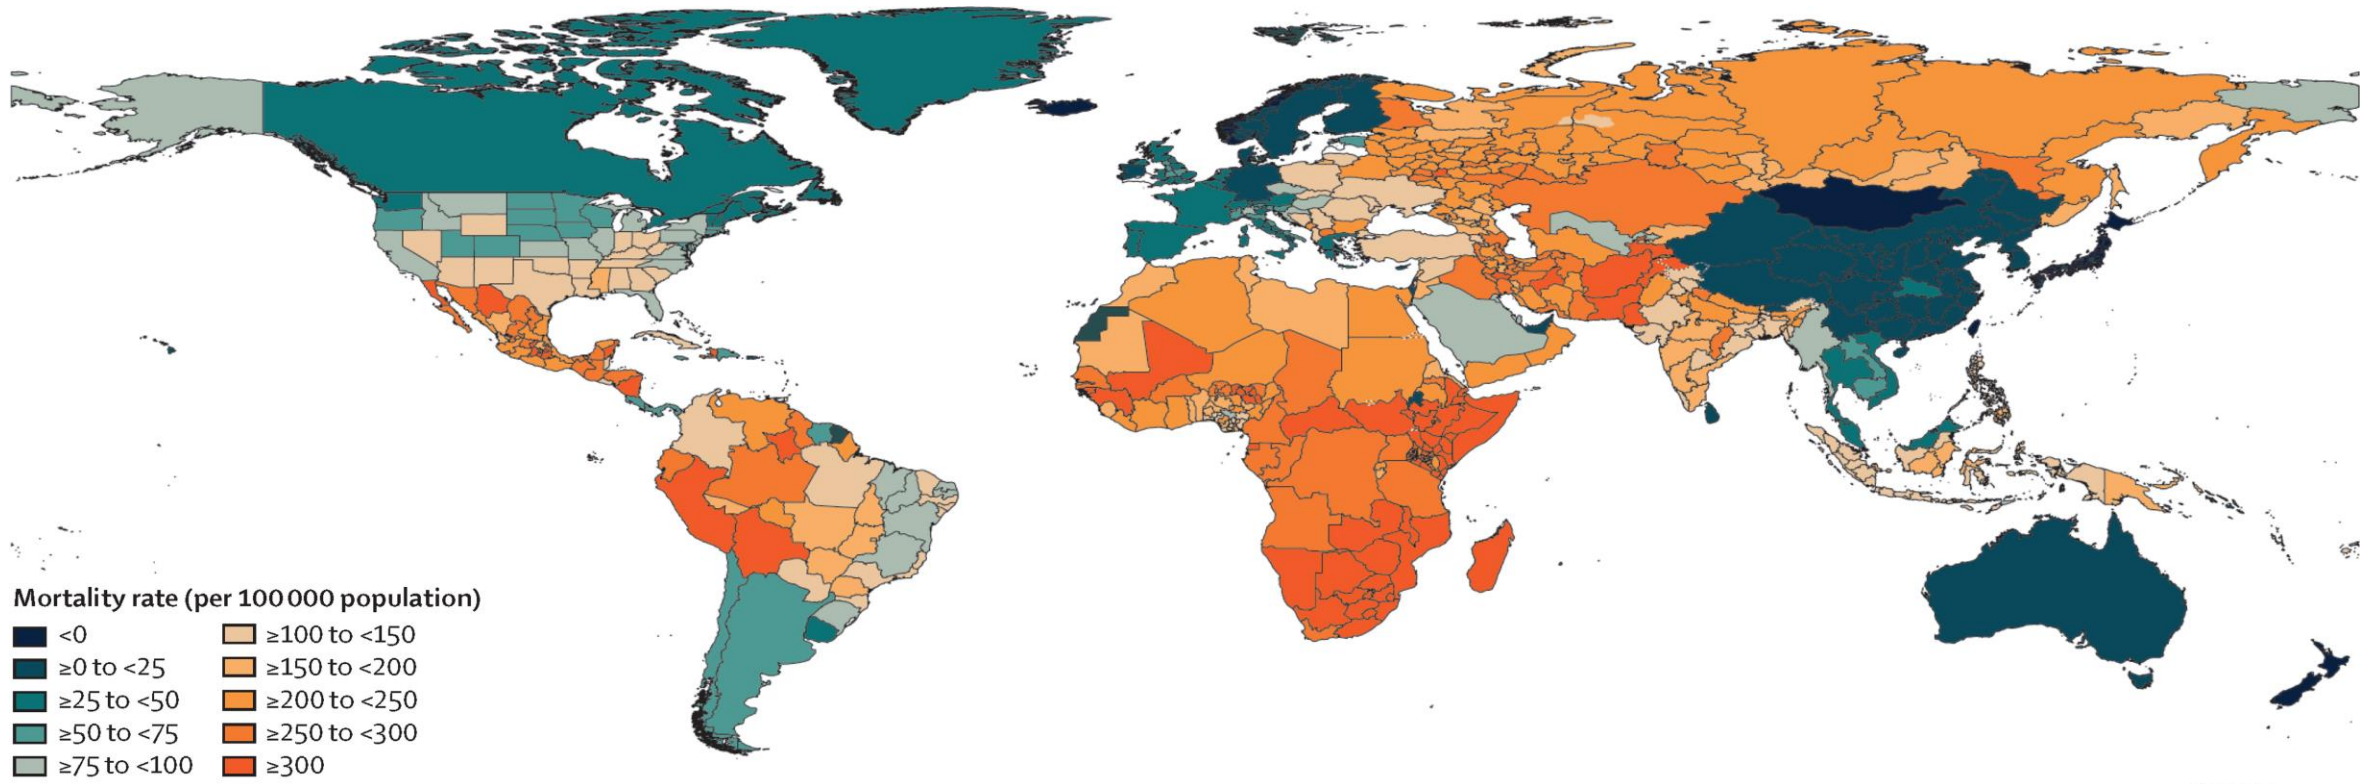 Mortality rate (per 100 000 population)
<0
≥0 to <25
≥25 to <50
≥50 to <75
≥75 to <100
≥100 to <150
≥150 to <200
≥200 to <250
≥250 to <300
≥300